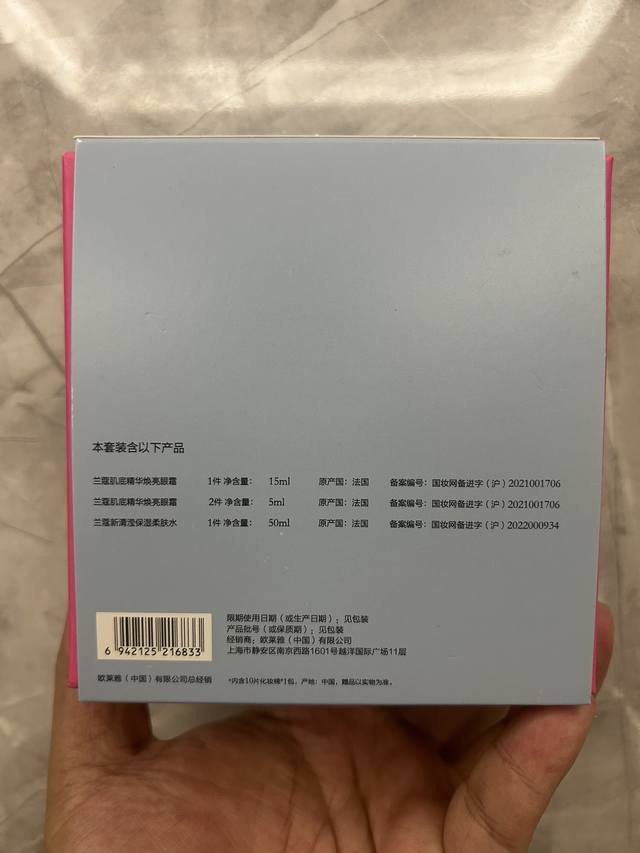 本套装含以下产品
兰蔻肌底精华焕亮眼霜 1件 净含量： 15ml 原产国：法国 备案编号：国妆网备进字（沪）2021001706
兰蔻肌底精华焕亮眼霜 2件 净含量： 5ml 原产国：法国 备案编号：国妆网备进字（沪）2021001706
兰蔻新清滢保湿柔肤水 1件 净含量： 50ml 原产国：法国 备案编号：国妆网备进字（沪）2022000934
限期使用日期（或生产日期）；见包装
产品批号（或保质期）；见包装
经销商：欧莱雅（中国）有限公司
上海市静安区南京西路1601号越洋国际广场11层
6 942125 216833
欧莱雅（中国）有限公司总经销
*内含10片化妆棉*1包，产地：中国，赠品以实物为准。